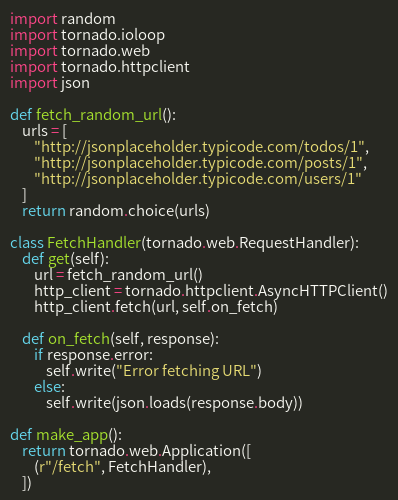 import random
import tornado.ioloop
import tornado.web
import tornado.httpclient
import json

def fetch_random_url():
    urls = [
        "http://jsonplaceholder.typicode.com/todos/1",
        "http://jsonplaceholder.typicode.com/posts/1",
        "http://jsonplaceholder.typicode.com/users/1"
    ]
    return random.choice(urls)

class FetchHandler(tornado.web.RequestHandler):
    def get(self):
        url = fetch_random_url()
        http_client = tornado.httpclient.AsyncHTTPClient()
        http_client.fetch(url, self.on_fetch)

    def on_fetch(self, response):
        if response.error:
            self.write("Error fetching URL")
        else:
            self.write(json.loads(response.body))

def make_app():
    return tornado.web.Application([
        (r"/fetch", FetchHandler),
    ])